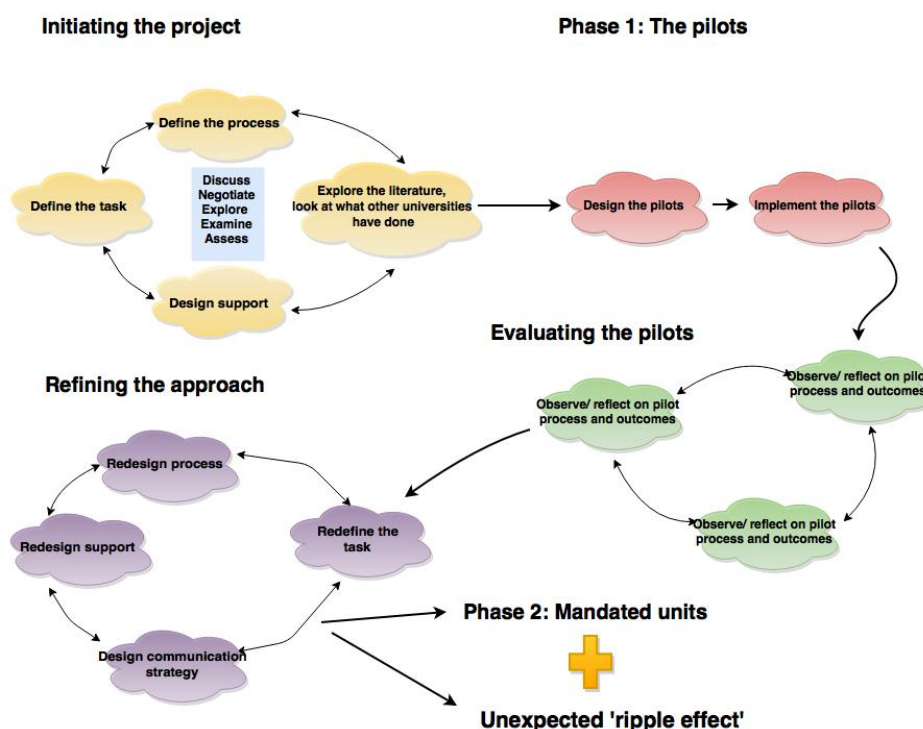 Initiating the project
Phase 1: The pilots
Define the process
Define the task
Discuss
Negotiate
Explore
Examine
Assess
Explore the literature,
look at what other universities
have done
Design support
Design the pilots
Implement the pilots
Evaluating the pilots
Observe/ reflect on pilot
process and outcomes
Observe/ reflect on pilot
process and outcomes
Observe/ reflect on pilot
process and outcomes
Refining the approach
Redesign process
Redesign support
Redefine the
task
Design communication
strategy
Phase 2: Mandated units
Unexpected 'ripple effect'